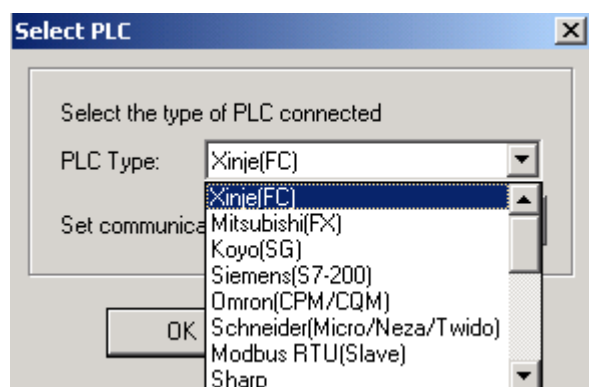 Select PLC
Select the type of PLC connected
PLC Type: Xinje(FC)
Xinje(FC)
Set communica Mitsubishi(FX)
Koyo(SG)
Siemens(S7-200)
Omron(CPM/CQM)
OK Schneider(Micro/Neza/Twido)
Modbus RTU(Slave)
Sharp